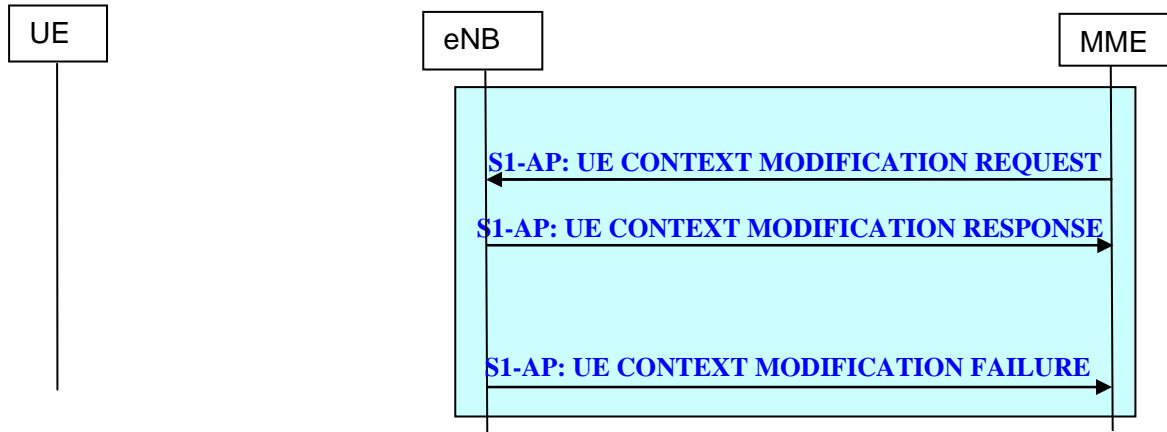 UE
eNB
MME
S1-AP: UE CONTEXT MODIFICATION REQUEST
S1-AP: UE CONTEXT MODIFICATION RESPONSE
S1-AP: UE CONTEXT MODIFICATION FAILURE